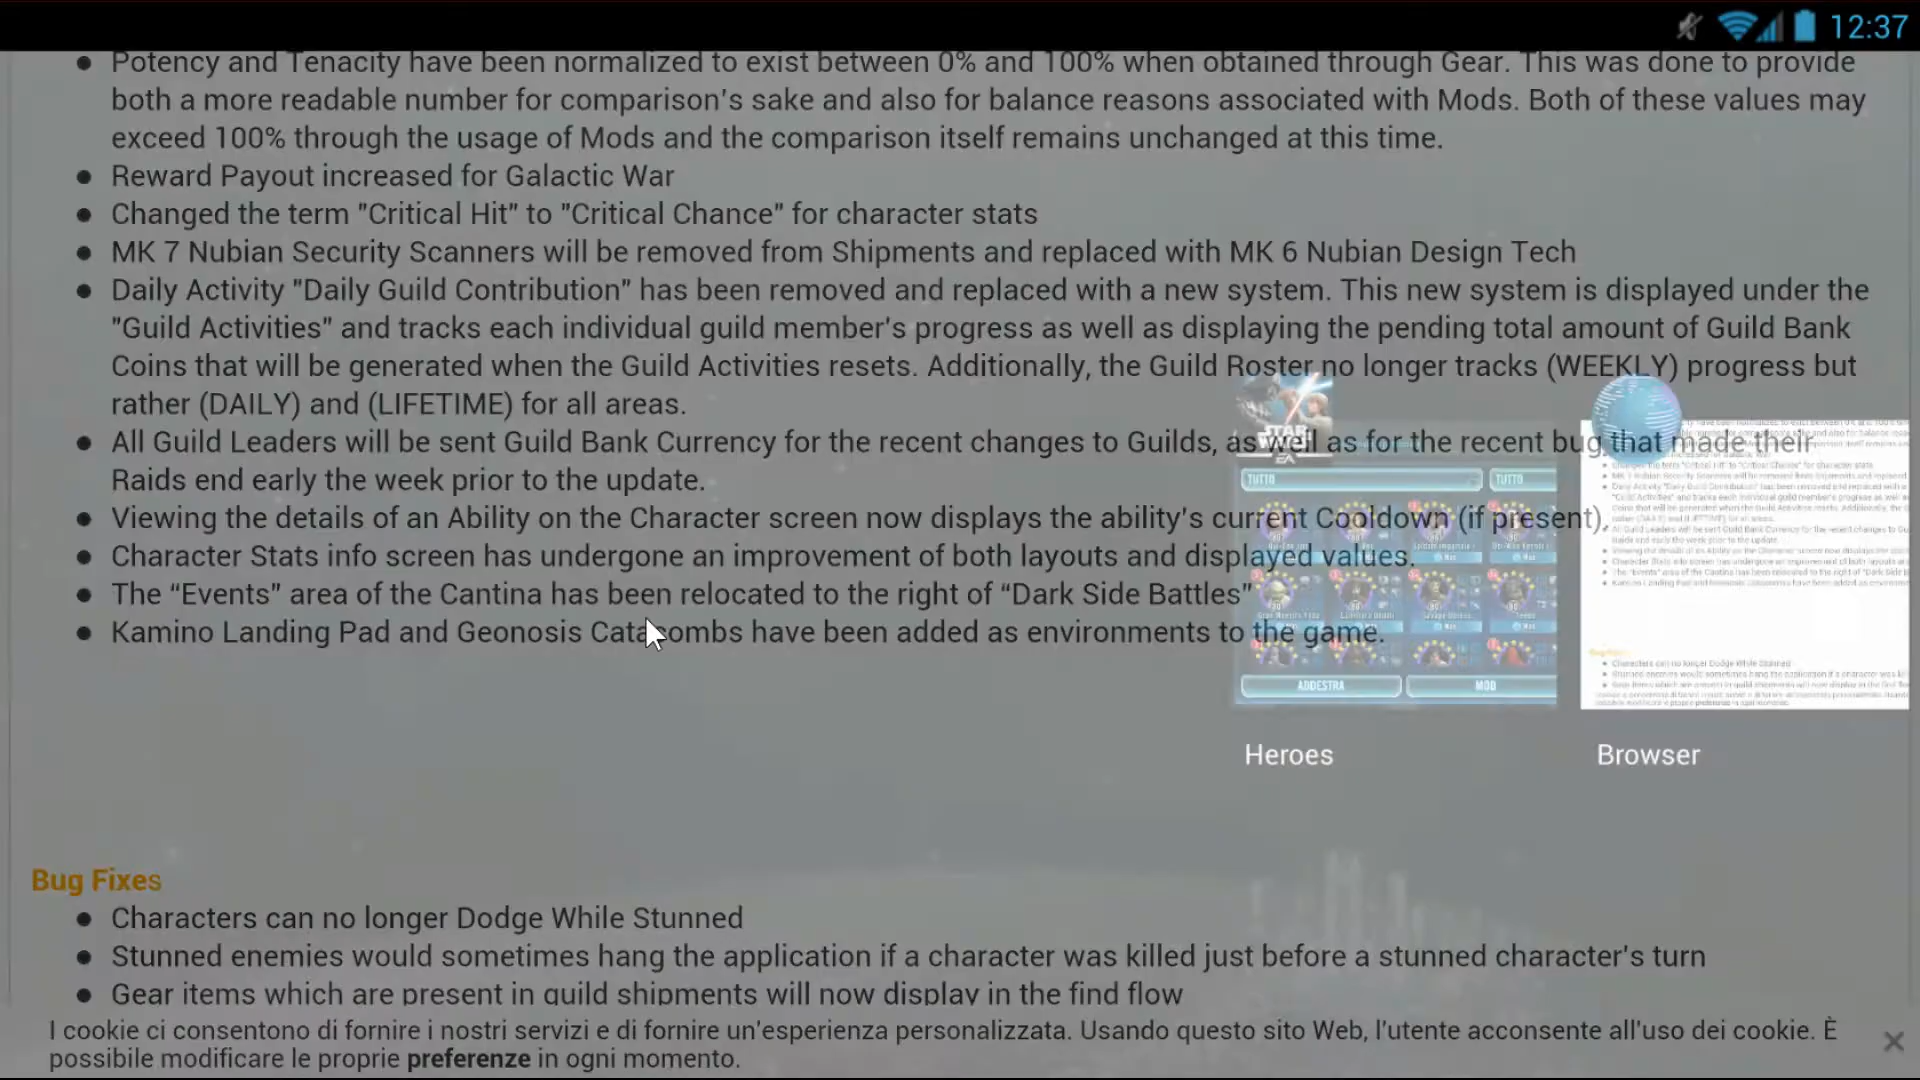 12:37
Potency and Tenacity have been normalized to exist between 0% and 100% when obtained through Gear. This was done to provide
both a more readable number for comparison's sake and also for balance reasons associated with Mods. Both of these values may
exceed 100% through the usage of Mods and the comparison itself remains unchanged at this time.
Reward Payout increased for Galactic War
Changed the term "Critical Hit" to "Critical Chance" for character stats
MK 7 Nubian Security Scanners will be removed from Shipments and replaced with MK 6 Nubian Design Tech
Daily Activity "Daily Guild Contribution" has been removed and replaced with a new system. This new system is displayed under the
"Guild Activities" and tracks each individual guild member's progress as well as displaying the pending total amount of Guild Bank
Coins that will be generated when the Guild Activities resets. Additionally, the Guild Roster no longer tracks (WEEKLY) progress but
rather (DAILY) and (LIFETIME) for all areas.
All Guild Leaders will be sent Guild Bank Currency for the recent changes to Guilds, as well as for the recent bug that made their
Raids end early the week prior to the update.
Viewing the details of an Ability on the Character screen now displays the ability's current Cooldown (if present).
Character Stats info screen has undergone an improvement of both layouts and displayed values.
The “Events” area of the Cantina has been relocated to the right of “Dark Side Battles”
Kamino Landing Pad and Geonosis Catacombs have been added as environments to the game.
STAR WARS
EA
TUTTO
TUTTO
ADDESTRA
MOD
Heroes
Browser
Bug Fixes
Characters can no longer Dodge While Stunned
Stunned enemies would sometimes hang the application if a character was killed just before a stunned character's turn
Gear items which are present in guild shipments will now display in the find flow
I cookie ci consentono di fornire i nostri servizi e di fornire un'esperienza personalizzata. Usando questo sito Web, l'utente acconsente all'uso dei cookie. È
possibile modificare le proprie preferenze in ogni momento.